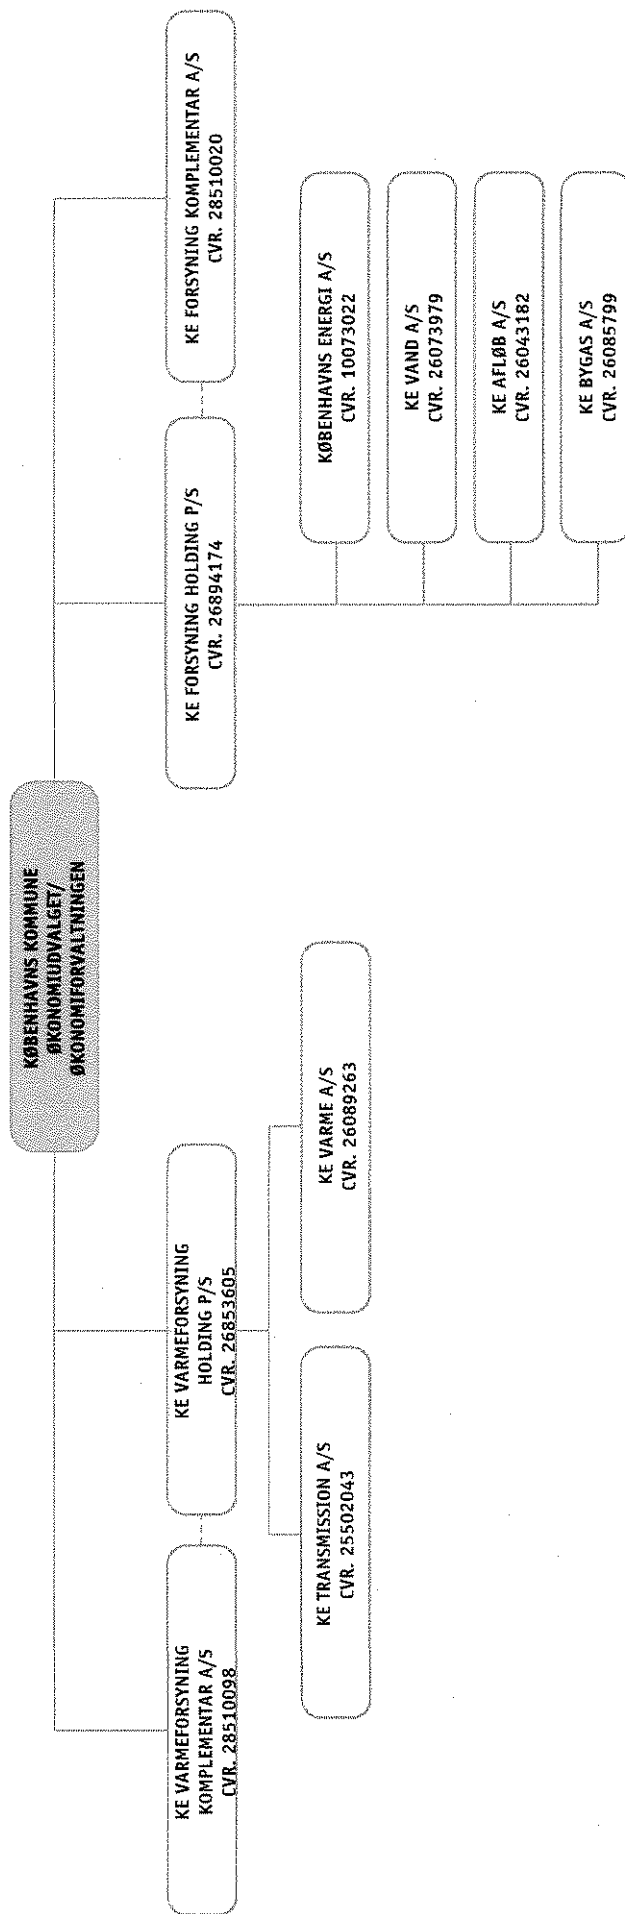 KØBENHAVNS KOMMUNE
ØKONOMIUDVALGET/
ØKONOMIFORVALTNINGEN
KE VARMEFORSYNING
KOMPLEMENTAR A/S
CVR. 28510098
KE VARMEFORSYNING
HOLDING P/S
CVR. 26853605
KE FORSYNING HOLDING P/S
CVR. 26894174
KE FORSYNING KOMPLEMENTAR A/S
CVR. 28510020
KE TRANSMISSION A/S
CVR. 25502043
KE VARME A/S
CVR. 26089263
KØBENHAVNS ENERGI A/S
CVR. 10073022
KE VAND A/S
CVR. 26073979
KE AFLØB A/S
CVR. 26043182
KE BYGAS A/S
CVR. 26085799